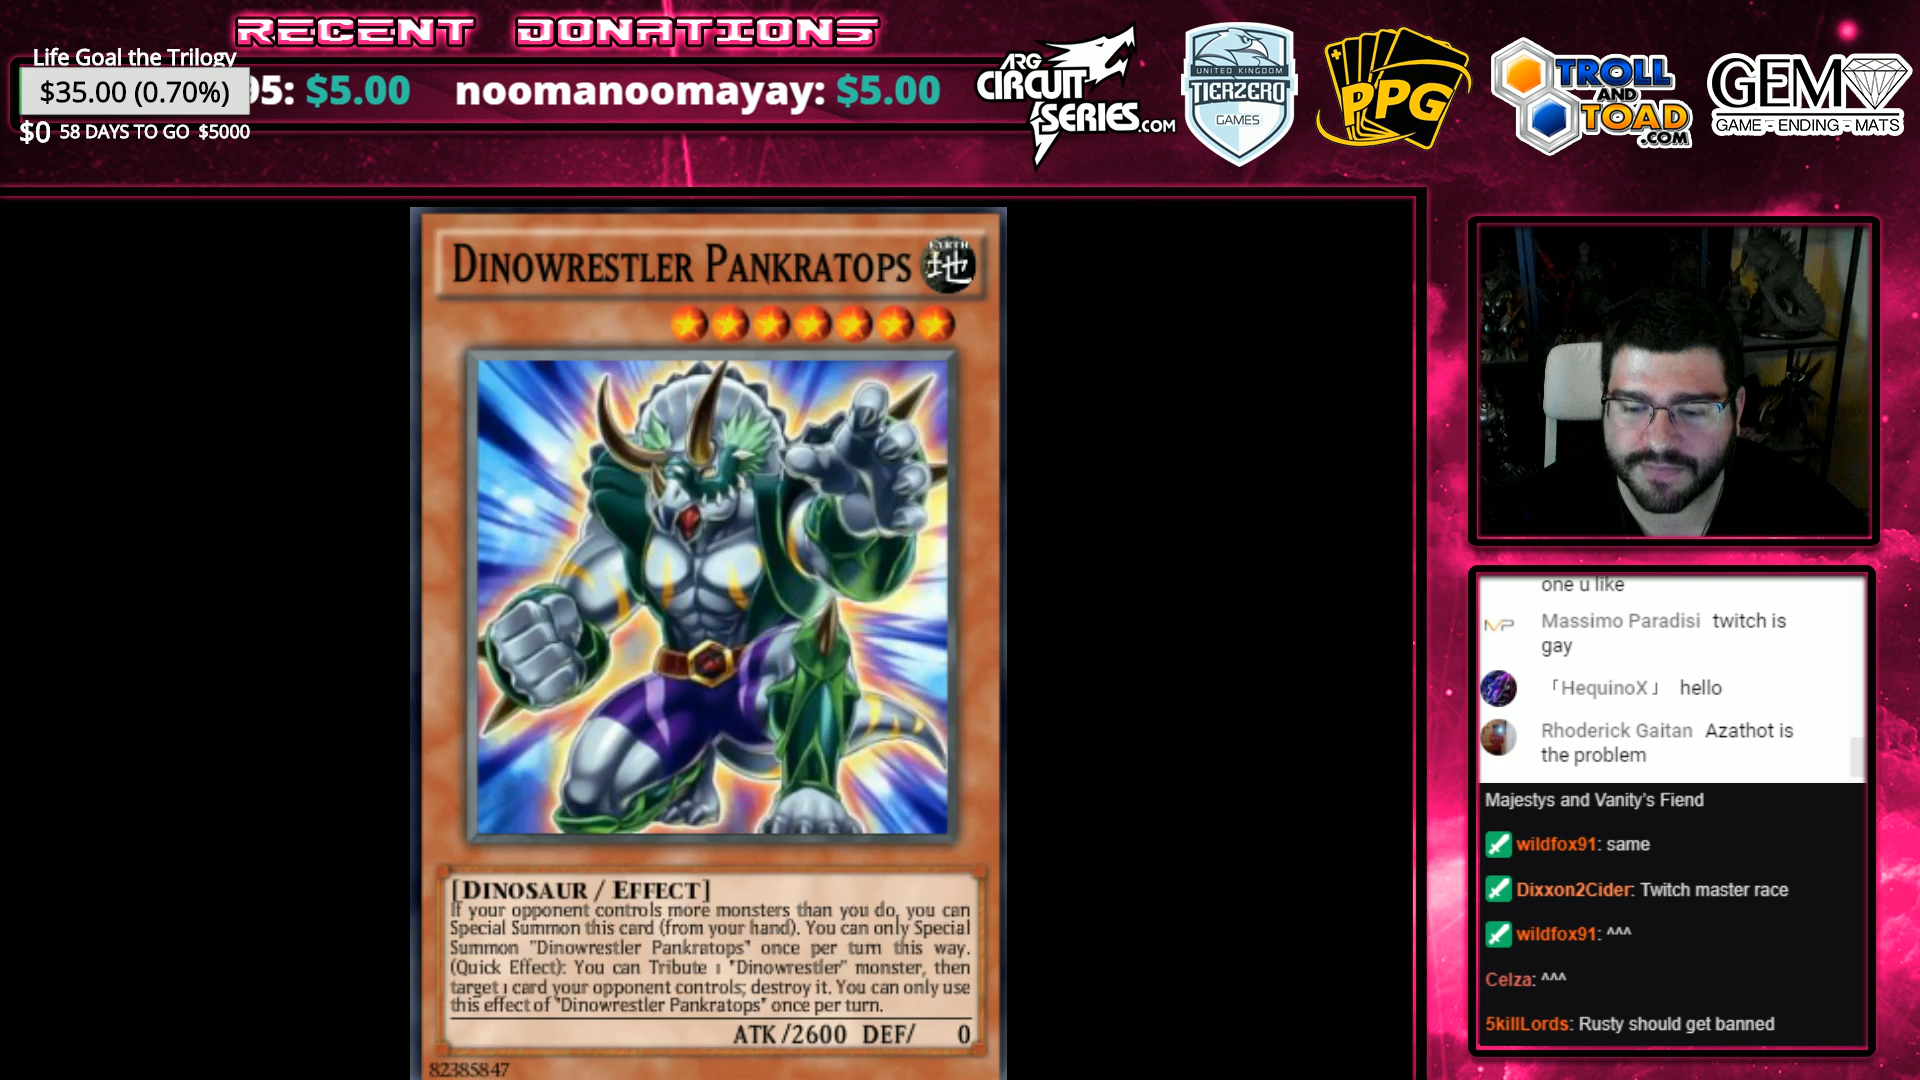 RECENT DONATIONS
Life Goal the Trilogy
$35.00 (0.70%)
95: $5.00
noomanoomayay: $5.00
$0 58 DAYS TO GO $5000
ARG
CIRCUIT
SERIES.COM
UNITED KINGDOM
TIERZERO
GAMES
PPG
TROLL
AND
TOAD
.COM
GEM
GAME - ENDING - MATS
DINOWRESTLER PANKRATOPS
EARTH
地
[DINOSAUR / EFFECT]
If your opponent controls more monsters than you do, you can
Special Summon this card (from your hand). You can only Special
Summon "Dinowrestler Pankratops" once per turn this way.
(Quick Effect): You can Tribute 1 "Dinowrestler" monster, then
target 1 card your opponent controls; destroy it. You can only use
this effect of "Dinowrestler Pankratops" once per turn.
ATK/2600 DEF/ 0
82385847
one u like
MP
Massimo Paradisi twitch is
gay
「HequinoX」 hello
Rhoderick Gaitan Azathot is
the problem
Majestys and Vanity's Fiend
wildfox91: same
Dixxon2Cider: Twitch master race
wildfox91: ^^^
Celza: ^^^
5killLords: Rusty should get banned